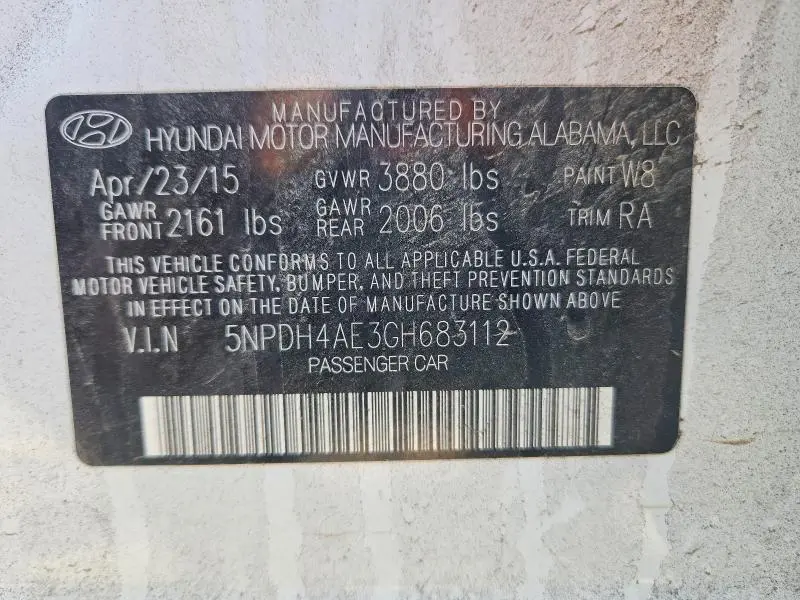 MANUFACTURED BY
HYUNDAI MOTOR MANUFACTURING ALABAMA, LLC
Apr/23/15 GVWR 3880 lbs PAINT W8
GAWR FRONT 2161 lbs GAWR REAR 2006 lbs TRIM RA
THIS VEHICLE CONFORMS TO ALL APPLICABLE U.S.A. FEDERAL
MOTOR VEHICLE SAFETY, BUMPER, AND THEFT PREVENTION STANDARDS
IN EFFECT ON THE DATE OF MANUFACTURE SHOWN ABOVE.
V.I.N 5NPDH4AE3GH683112
PASSENGER CAR